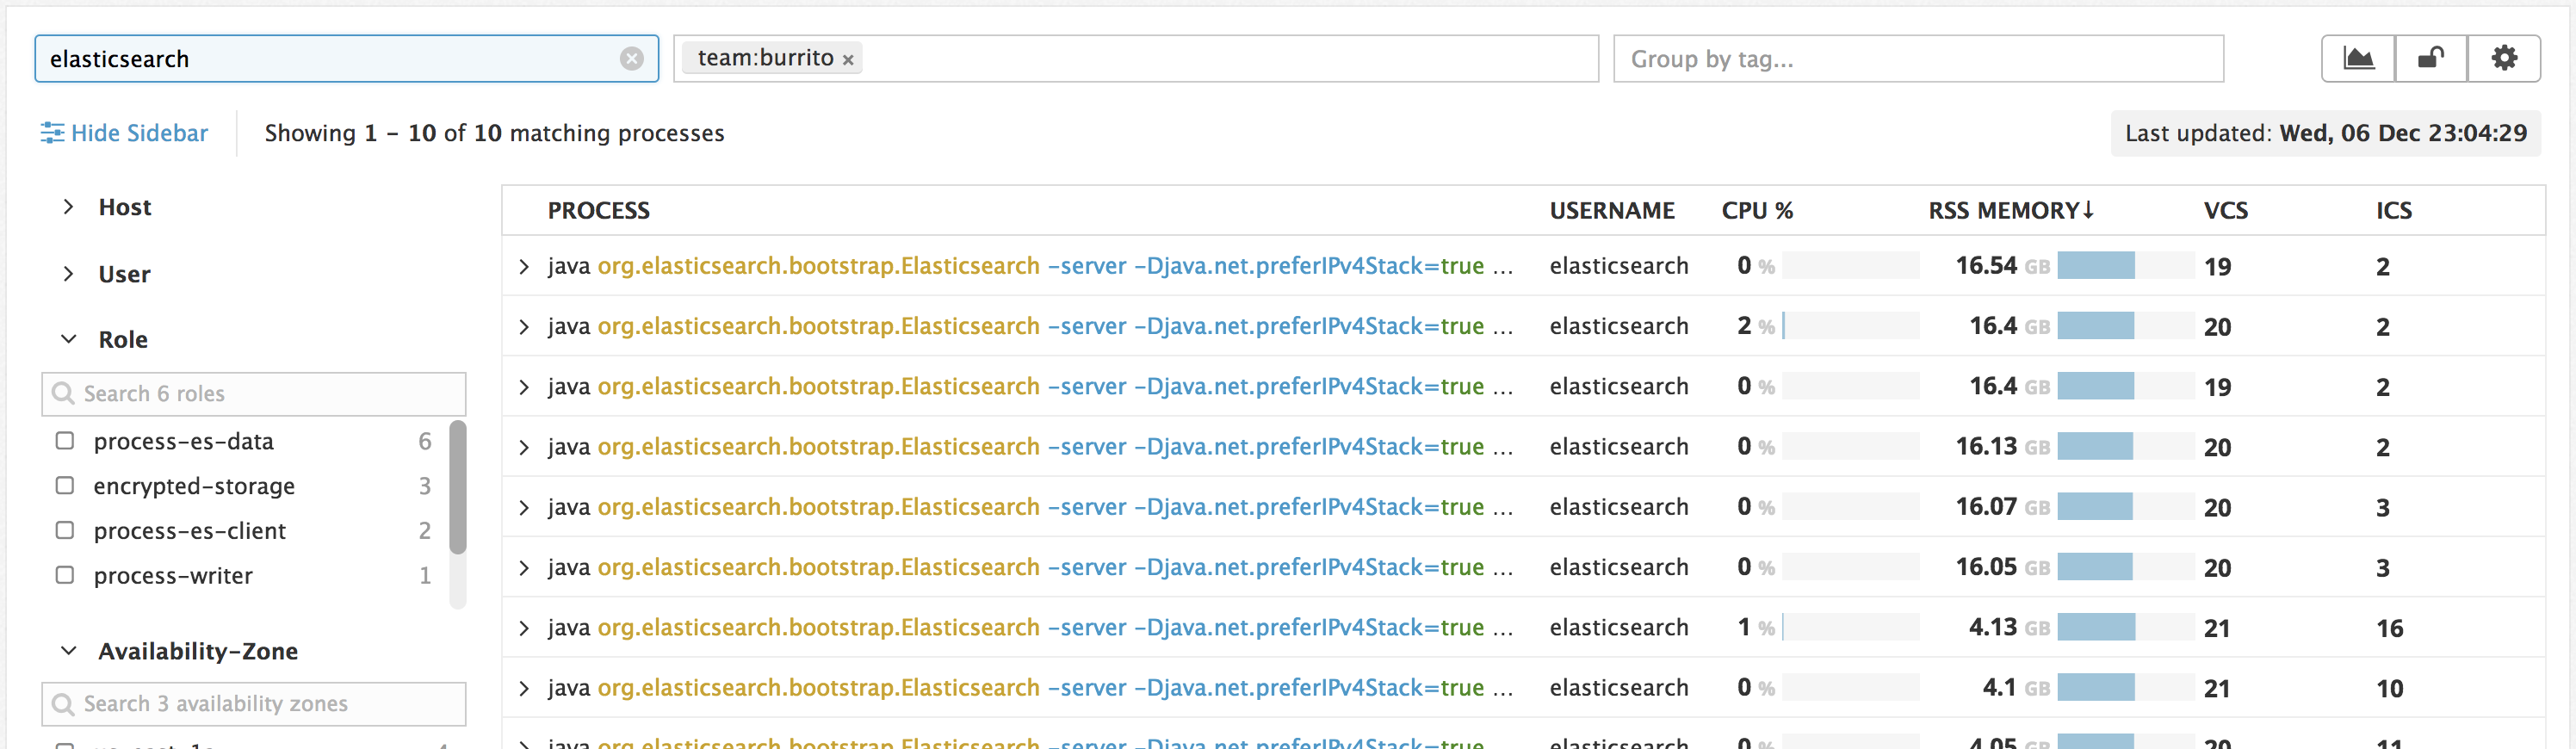 elasticsearch
team:burrito ×
Group by tag...
Hide Sidebar
Showing 1 – 10 of 10 matching processes
Last updated: Wed, 06 Dec 23:04:29
Host
User
Role
Search 6 roles
process-es-data 6
encrypted-storage 3
process-es-client 2
process-writer 1
Availability-Zone
Search 3 availability zones
PROCESS USERNAME CPU % RSS MEMORY↓ VCS ICS
java org.elasticsearch.bootstrap.Elasticsearch -server -Djava.net.preferIPv4Stack=true ... elasticsearch 0 % 16.54 GB 19 2
java org.elasticsearch.bootstrap.Elasticsearch -server -Djava.net.preferIPv4Stack=true ... elasticsearch 2 % 16.4 GB 20 2
java org.elasticsearch.bootstrap.Elasticsearch -server -Djava.net.preferIPv4Stack=true ... elasticsearch 0 % 16.4 GB 19 2
java org.elasticsearch.bootstrap.Elasticsearch -server -Djava.net.preferIPv4Stack=true ... elasticsearch 0 % 16.13 GB 20 2
java org.elasticsearch.bootstrap.Elasticsearch -server -Djava.net.preferIPv4Stack=true ... elasticsearch 0 % 16.07 GB 20 3
java org.elasticsearch.bootstrap.Elasticsearch -server -Djava.net.preferIPv4Stack=true ... elasticsearch 0 % 16.05 GB 20 3
java org.elasticsearch.bootstrap.Elasticsearch -server -Djava.net.preferIPv4Stack=true ... elasticsearch 1 % 4.13 GB 21 16
java org.elasticsearch.bootstrap.Elasticsearch -server -Djava.net.preferIPv4Stack=true ... elasticsearch 0 % 4.1 GB 21 10
java org.elasticsearch.bootstrap.Elasticsearch -server -Djava.net.preferIPv4Stack=true ... elasticsearch 0 % 4.05 GB 20 11